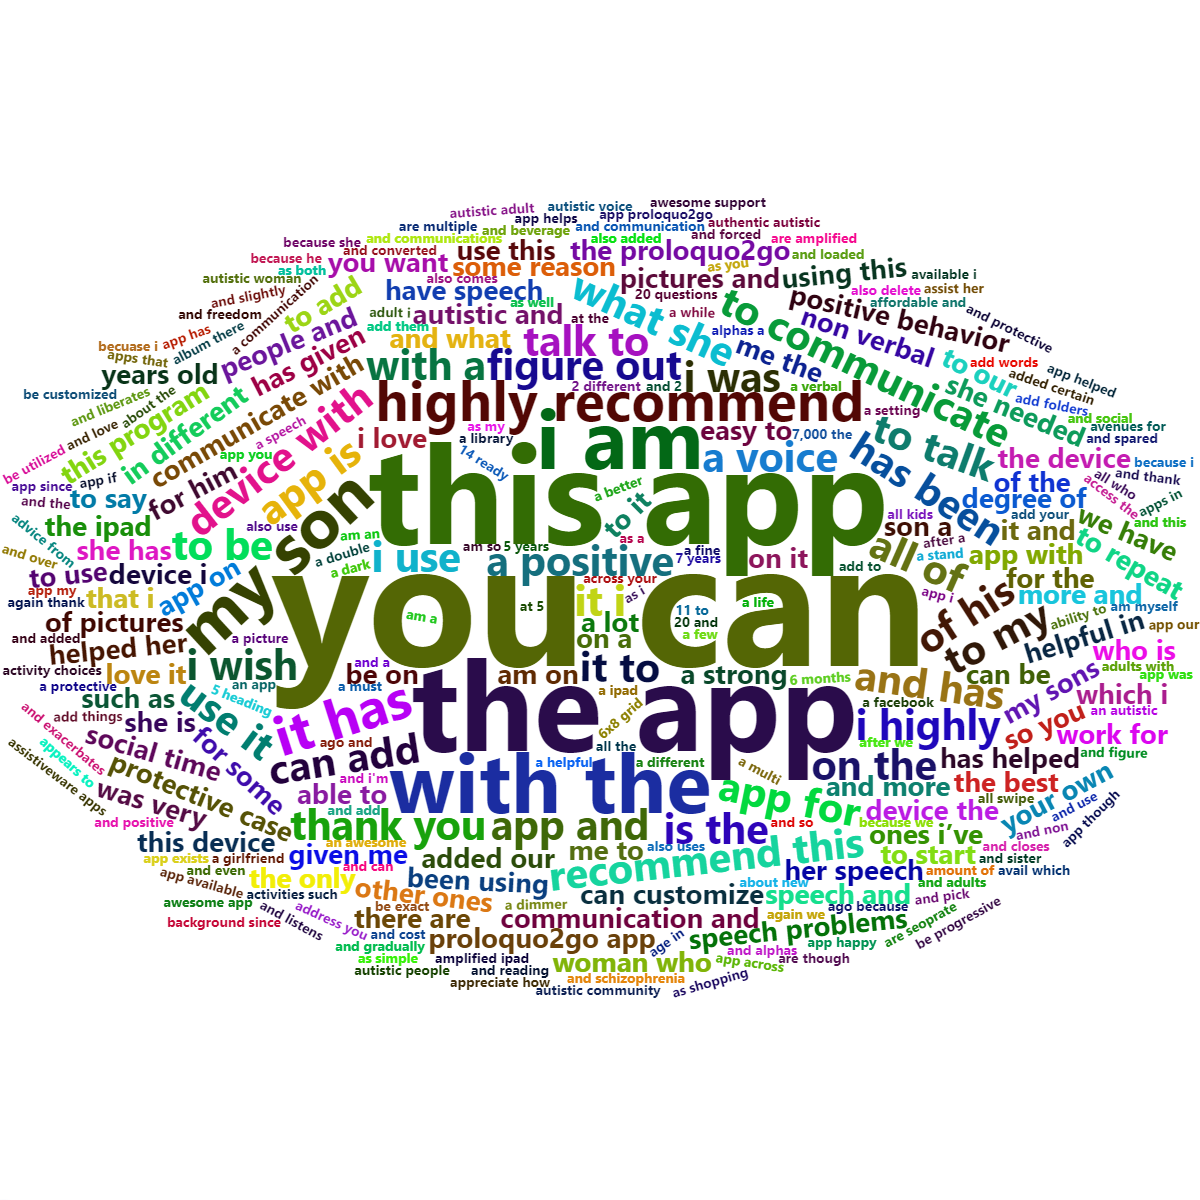 awesome support
autistic voice
autistic adult
app helps
app proloquo2go
are multiple
and beverage
and communication
authentic autistic
because she
and communications
also added
and forced
are amplified
and converted
use this
the proloquo2go
and loaded
because he
you want
some reason
as you
using this
available i
as both
also comes
pictures and
autistic woman
and slightly
to add
have speech
as well
20 questions
what she
also delete
assist her
and freedom
a communication
adult i
autistic and
at the
a while
to communicate
positive behavior
affordable and
and protective
becuase i
app has
album there
people and
add them
and what
talk to
alphas a
me the
non verbal
apps that
years old
has given
with a
figure out
i was
to our
add words
app helped
be customized
about the
in different
communicate with
2 different
and 2
a verbal
she needed
added certain
and liberates
and love
this program
a speech
device with
highly recommend
a setting
add folders
and social
be utilized
app if
app you
i love
as my
a library
i am
easy to
7,000 the
to talk
avenues for
and spared
app since
for him
app is
14 ready
a voice
has been
the device
because i
and the
to say
my son
this app
a better
to it
of the
all who
and thank
advice from
the ipad
also use
am an
all kids
degree of
access the
apps in
she has
to be
a double
as a
son a
add your
we have
and this
and over
a dark
i use
am so
5 years
a positive
a fine
7 years
on it
after a
a stand
it and
to repeat
to use
device i
on
across your
add to
all of
app with
app my
that i
app
you can
as i
app i
for the
again thank
at 5
it i
a life
more and
of pictures
am a
a lot
11 to
20 and
a few
of his
ability to
am myself
and added
helped her
a picture
on a
to my
helpful in
app our
activity choices
love it
i wish
and a
be on
am on
it to
a strong
6 months
and has
can be
who is
adults with
app was
a protective
an app
a must
a ipad
a facebook
my sons
which i
such as
use it
5 heading
it has
the app
6x8 grid
i highly
so you
an autistic
add things
she is
for some
ago and
all the
after we
work for
and exacerbates
social time
can add
a helpful
a different
on the
has helped
and figure
appears to
protective case
and i'm
with the
a multi
and more
the best
assistiveware apps
was very
able to
app for
all swipe
your own
and positive
and add
thank you
app and
is the
and so
device the
because we
and use
this device
an awesome
also uses
ones i've
and non
app though
app exists
a girlfriend
given me
added our
me to
recommend this
her speech
to start
and closes
and sister
and even
the only
and can
been using
about new
amount of
avail which
app available
activities such
other ones
can customize
speech and
and adults
awesome app
address you
be exact
a dimmer
again we
ago because
and pick
background since
and listens
and cost
there are
communication and
speech problems
are seoprate
be progressive
and gradually
proloquo2go app
age in
and alphas
app happy
as simple
amplified ipad
woman who
app across
are though
autistic people
and reading
appreciate how
and schizophrenia
autistic community
as shopping